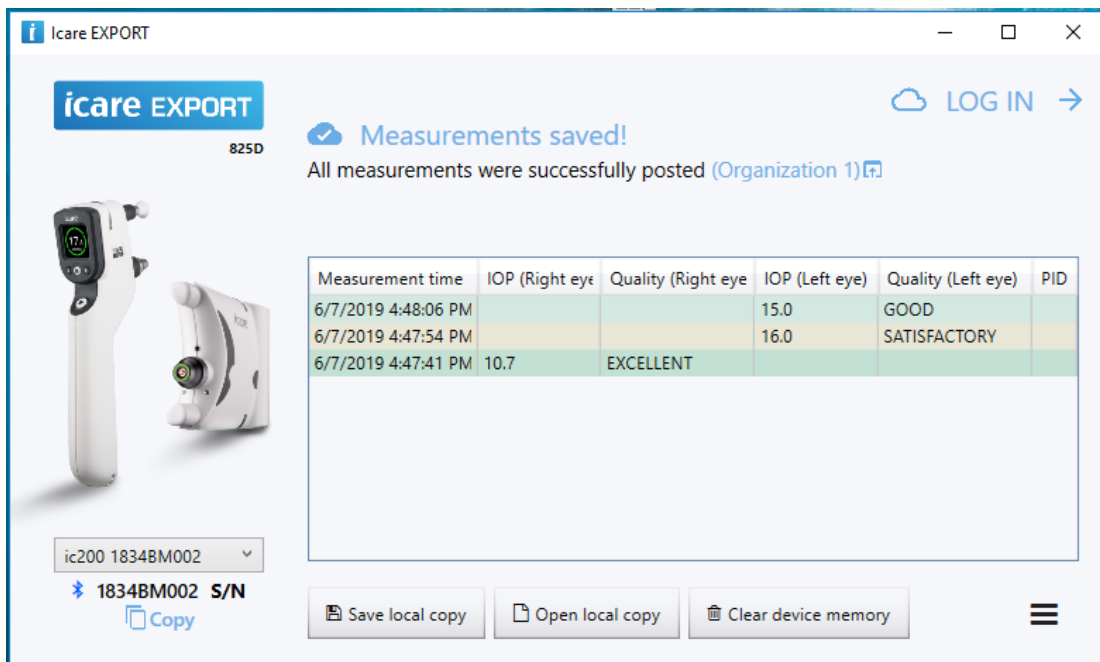 Icare EXPORT
icare EXPORT
825D
LOG IN
Measurements saved!
All measurements were successfully posted (Organization 1)
Measurement time IOP (Right eye Quality (Right eye IOP (Left eye) Quality (Left eye) PID
6/7/2019 4:48:06 PM 15.0 GOOD
6/7/2019 4:47:54 PM 16.0 SATISFACTORY
6/7/2019 4:47:41 PM 10.7 EXCELLENT
ic200 1834BM002
1834BM002 S/N
Copy
Save local copy Open local copy Clear device memory